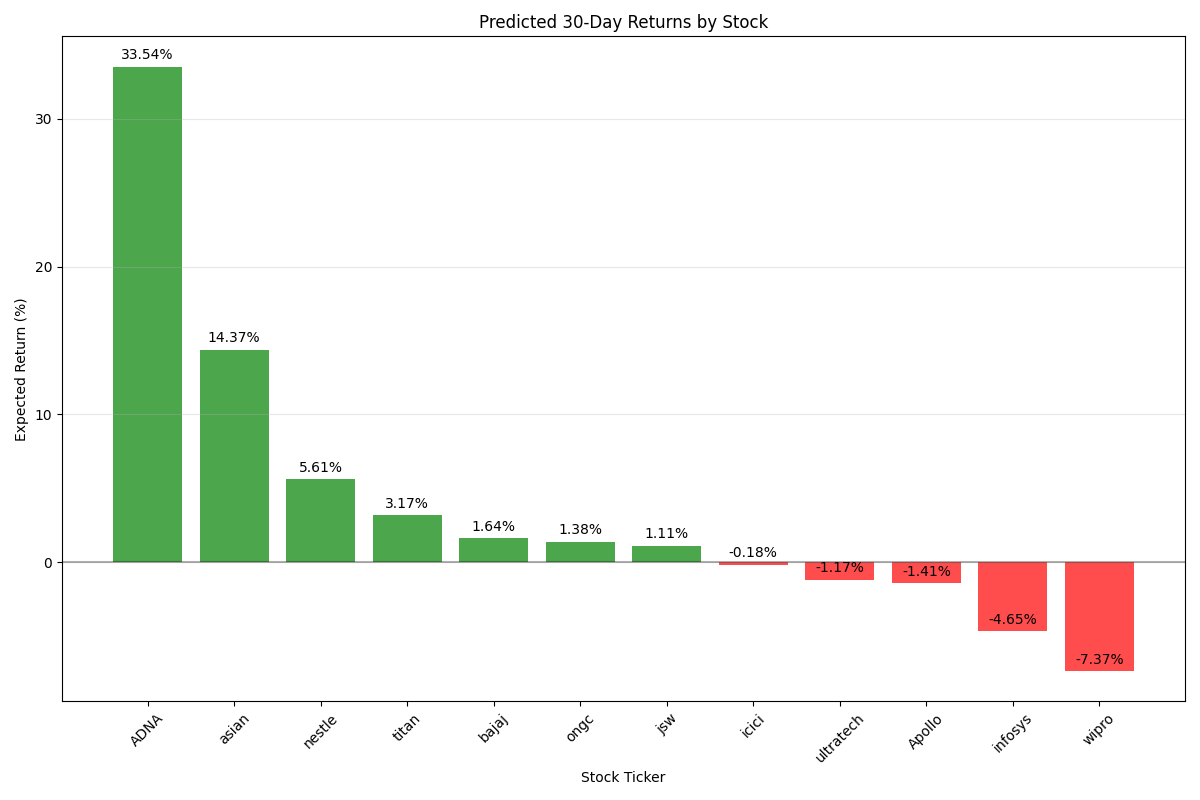 Predicted 30-Day Returns by Stock
33.54%
14.37%
5.61%
3.17%
1.64%
1.38%
1.11%
-0.18%
-1.17%
-1.41%
-4.65%
-7.37%
Expected Return (%)
30
20
10
0
ADNA
asian
nestle
titan
bajaj
ongc
jsw
icici
ultratech
Apollo
infosys
wipro
Stock Ticker